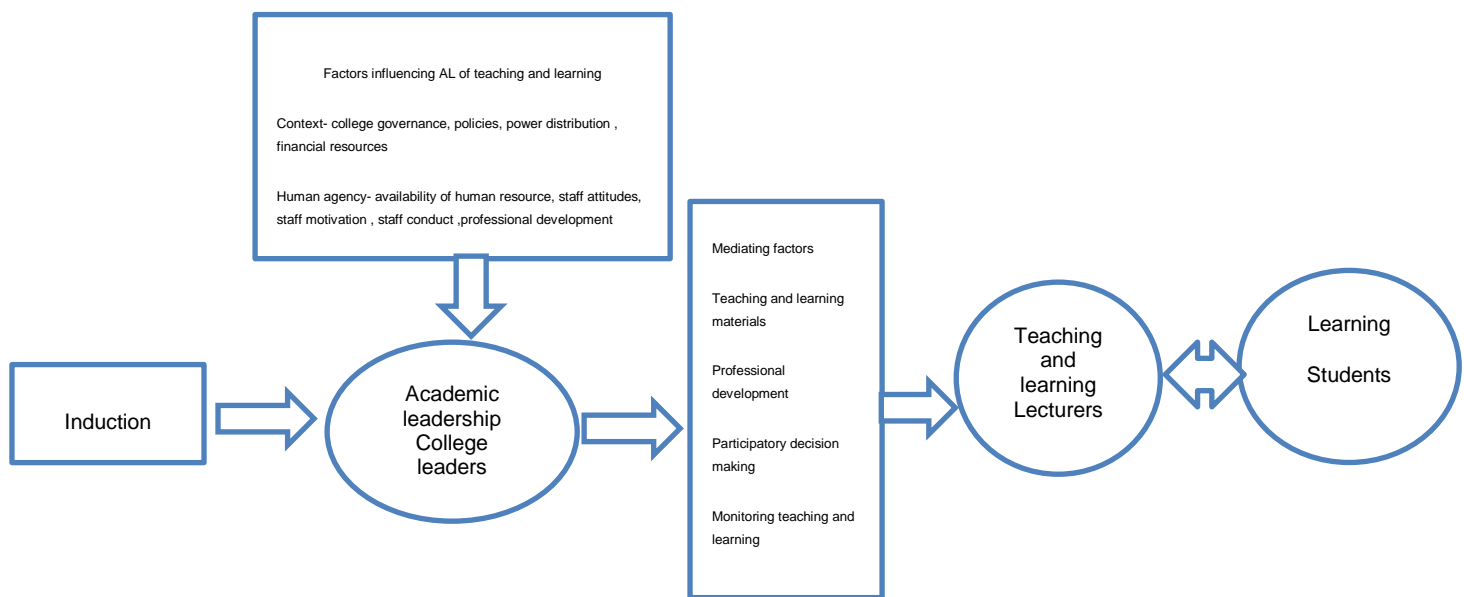 Factors influencing AL of teaching and learning
Context- college governance, policies, power distribution ,
financial resources
Human agency- availability of human resource, staff attitudes,
staff motivation , staff conduct ,professional development
Induction
Academic
leadership
College
leaders
Mediating factors
Teaching and learning
materials
Professional
development
Participatory decision
making
Monitoring teaching and
learning
Teaching
and
learning
Lecturers
Learning
Students